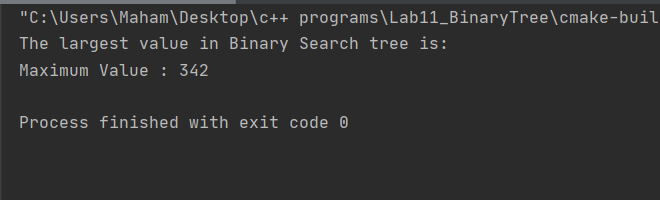 "C:\Users\Maham\Desktop\c++ programs\Lab11_BinaryTree\cmake-buil
The largest value in Binary Search tree is:
Maximum Value : 342
Process finished with exit code 0